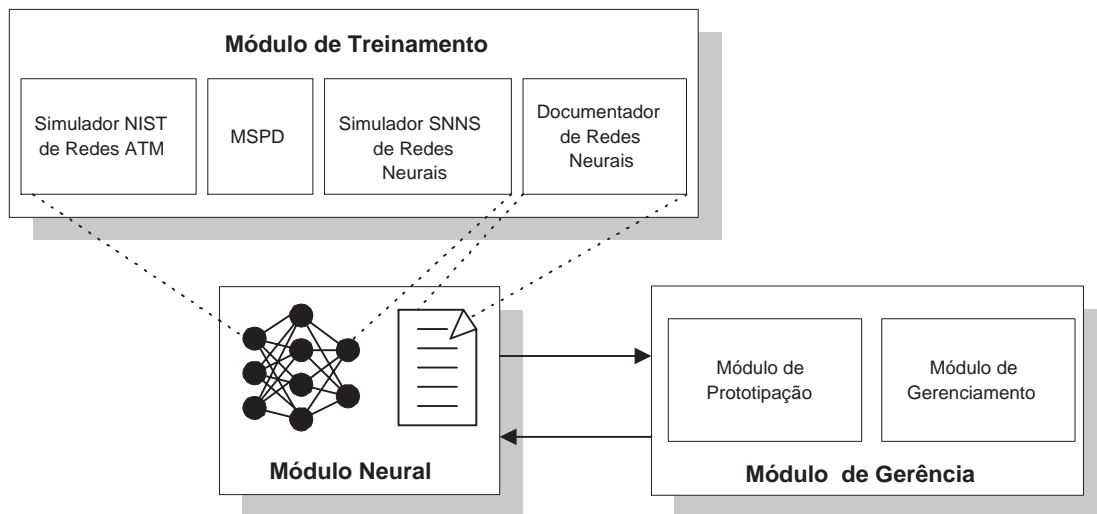 Módulo de Treinamento
Simulador NIST
de Redes ATM
MSPD
Simulador SNNS
de Redes
Neurais
Documentador
de Redes
Neurais
Módulo Neural
Módulo de
Prototipação
Módulo de
Gerenciamento
Módulo de Gerência